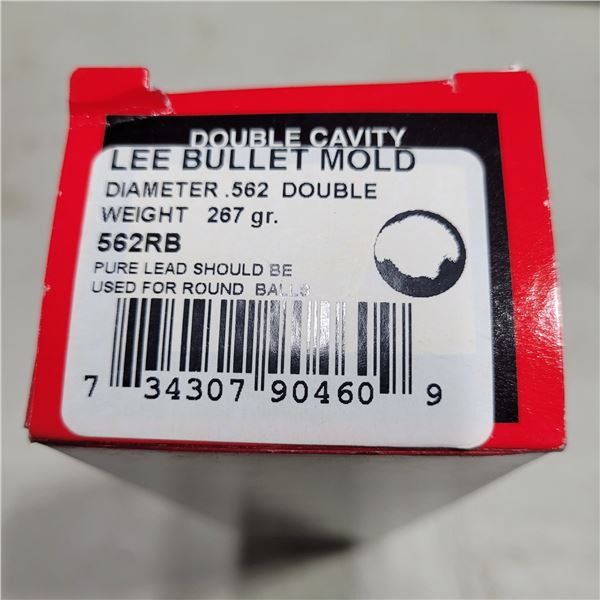 DOUBLE CAVITY
LEE BULLET MOLD
DIAMETER .562 DOUBLE
WEIGHT 267 gr.
562RB
PURE LEAD SHOULD BE
USED FOR ROUND BALLS
7 34307 90460 9